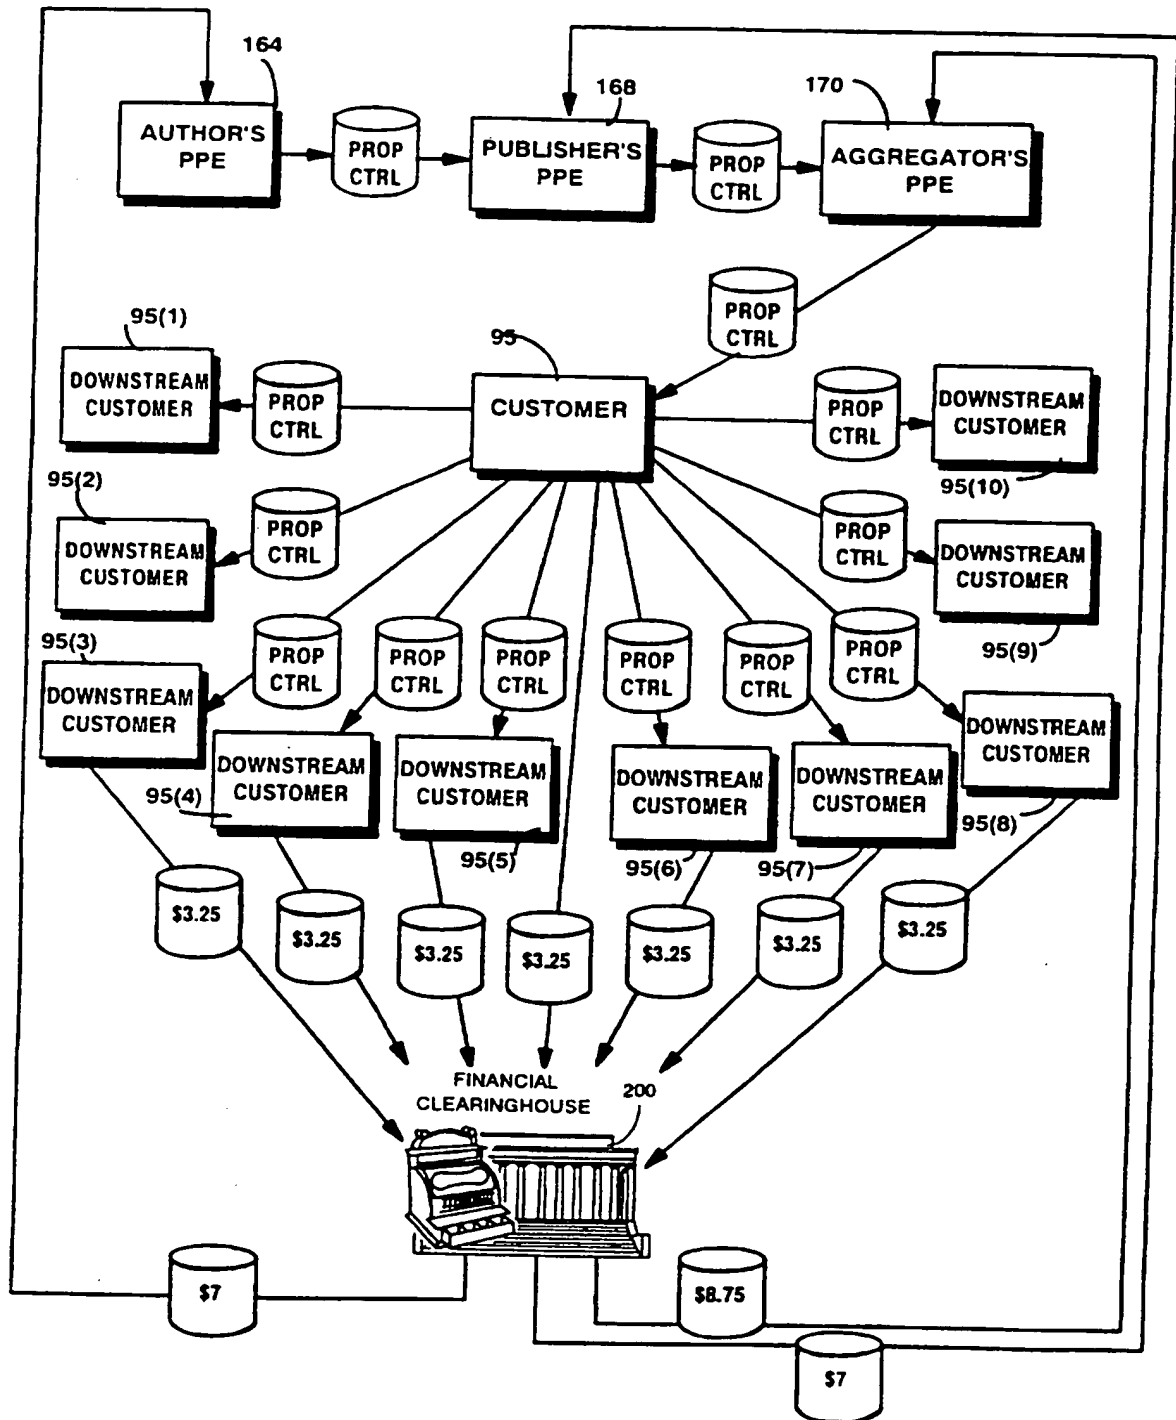 164
AUTHOR'S
PPE
PROP
CTRL
168
PUBLISHER'S
PPE
PROP
CTRL
170
AGGREGATOR'S
PPE
PROP
CTRL
95(1)
DOWNSTREAM
CUSTOMER
PROP
CTRL
95
CUSTOMER
PROP
CTRL
DOWNSTREAM
CUSTOMER
95(10)
95(2)
DOWNSTREAM
CUSTOMER
PROP
CTRL
PROP
CTRL
DOWNSTREAM
CUSTOMER
95(9)
95(3)
DOWNSTREAM
CUSTOMER
PROP
CTRL
PROP
CTRL
PROP
CTRL
PROP
CTRL
PROP
CTRL
PROP
CTRL
DOWNSTREAM
CUSTOMER
95(4)
DOWNSTREAM
CUSTOMER
95(5)
DOWNSTREAM
CUSTOMER
95(6)
DOWNSTREAM
CUSTOMER
95(7)
DOWNSTREAM
CUSTOMER
95(8)
$3.25
$3.25
$3.25
$3.25
$3.25
$3.25
$3.25
FINANCIAL
CLEARINGHOUSE
200
$7
$8.75
$7